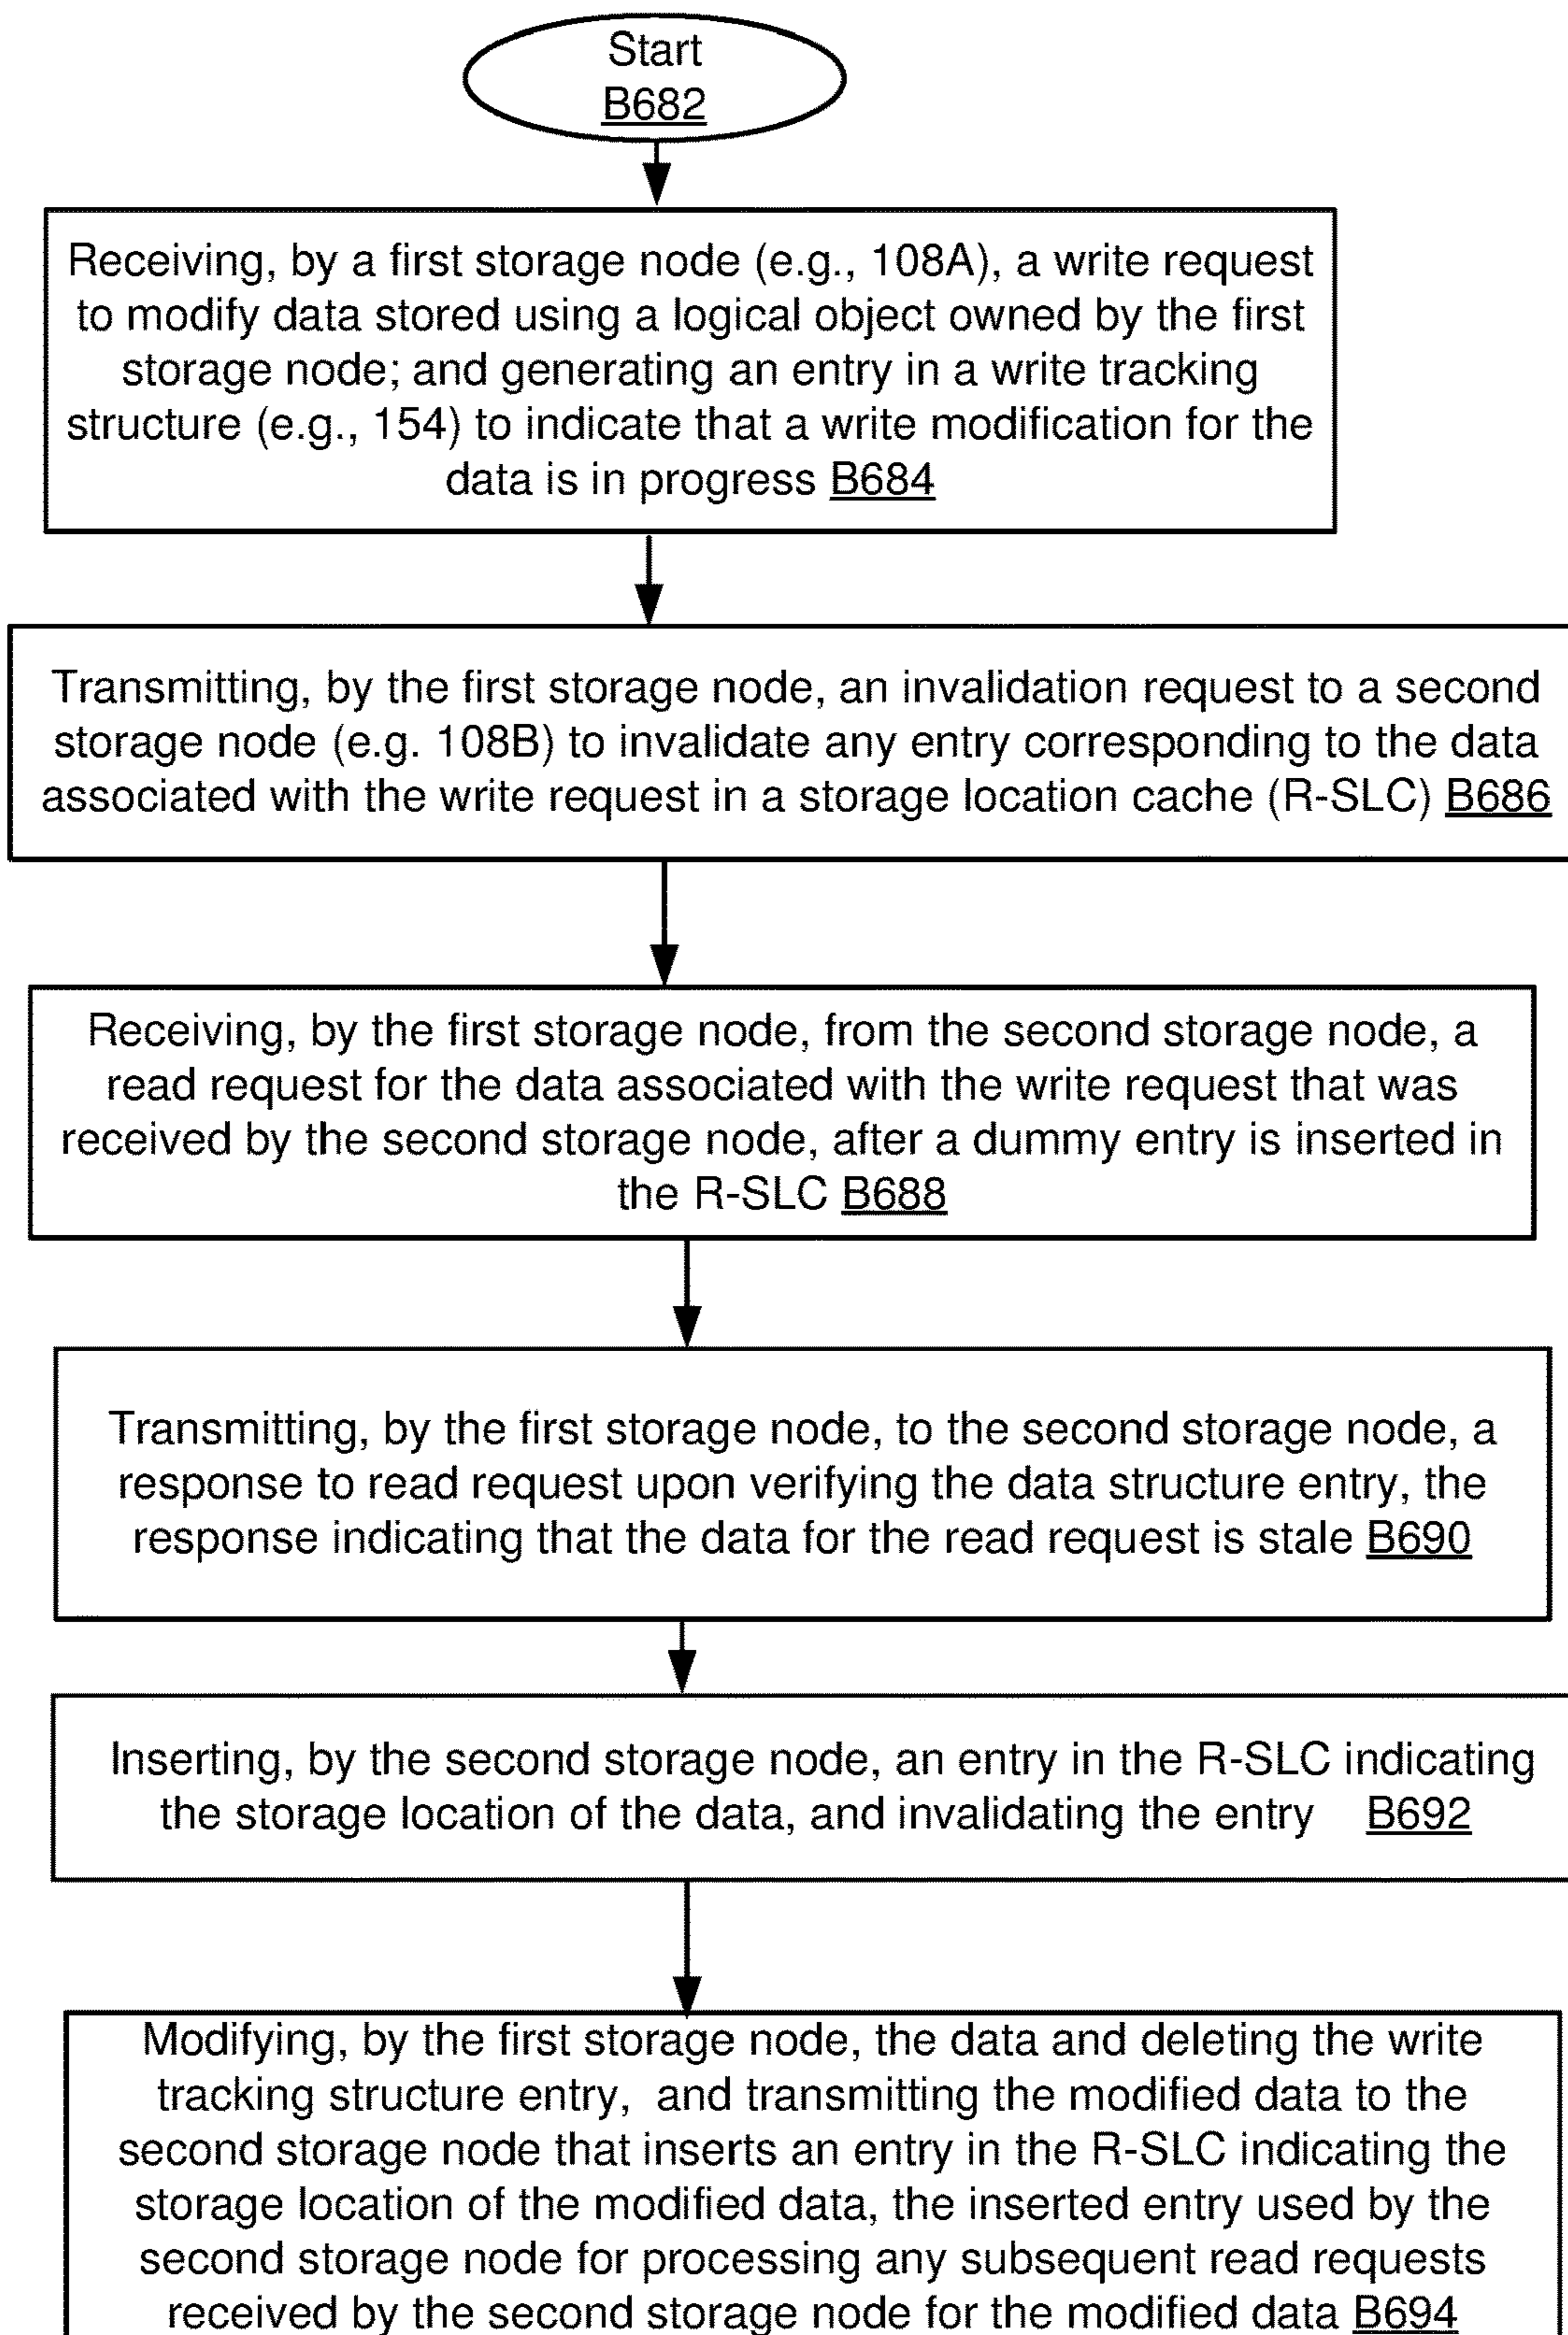 Start
B682
Receiving, by a first storage node (e.g., 108A), a write request
to modify data stored using a logical object owned by the first
storage node; and generating an entry in a write tracking
structure (e.g., 154) to indicate that a write modification for the
data is in progress B684
Transmitting, by the first storage node, an invalidation request to a second
storage node (e.g. 108B) to invalidate any entry corresponding to the data
associated with the write request in a storage location cache (R-SLC) B686
Receiving, by the first storage node, from the second storage node, a
read request for the data associated with the write request that was
received by the second storage node, after a dummy entry is inserted in
the R-SLC B688
Transmitting, by the first storage node, to the second storage node, a
response to read request upon verifying the data structure entry, the
response indicating that the data for the read request is stale B690
Inserting, by the second storage node, an entry in the R-SLC indicating
the storage location of the data, and invalidating the entry B692
Modifying, by the first storage node, the data and deleting the write
tracking structure entry, and transmitting the modified data to the
second storage node that inserts an entry in the R-SLC indicating the
storage location of the modified data, the inserted entry used by the
second storage node for processing any subsequent read requests
received by the second storage node for the modified data B694